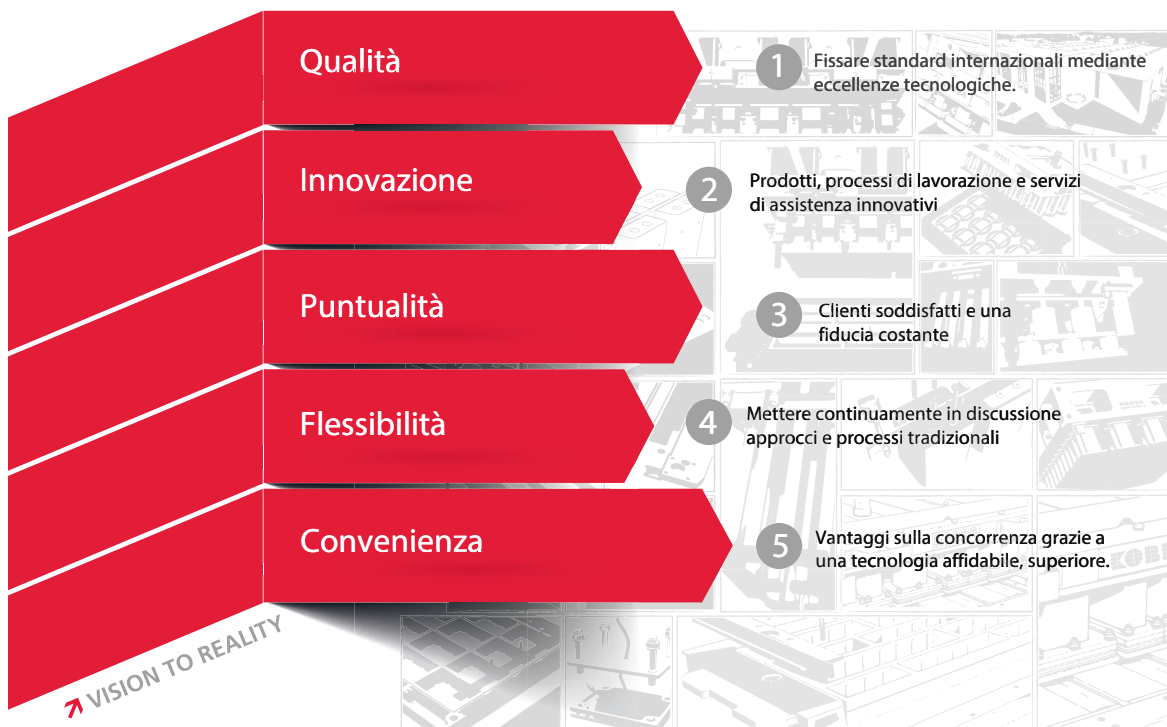 Qualità
1
Fissare standard internazionali mediante
eccellenze tecnologiche.
Innovazione
2
Prodotti, processi di lavorazione e servizi
di assistenza innovativi
Puntualità
3
Clienti soddisfatti e una
fiducia costante
Flessibilità
4
Mettere continuamente in discussione
approcci e processi tradizionali
Convenienza
5
Vantaggi sulla concorrenza grazie a
una tecnologia affidabile, superiore.
VISION TO REALITY